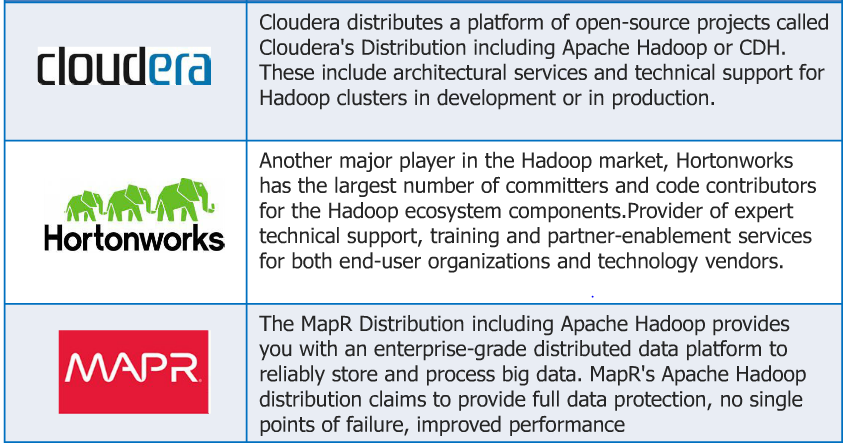 cloudera
Cloudera distributes a platform of open-source projects called
Cloudera's Distribution including Apache Hadoop or CDH.
These include architectural services and technical support for
Hadoop clusters in development or in production.
Hortonworks
Another major player in the Hadoop market, Hortonworks
has the largest number of committers and code contributors
for the Hadoop ecosystem components.Provider of expert
technical support, training and partner-enablement services
for both end-user organizations and technology vendors.
MAPR
The MapR Distribution including Apache Hadoop provides
you with an enterprise-grade distributed data platform to
reliably store and process big data. MapR's Apache Hadoop
distribution claims to provide full data protection, no single
points of failure, improved performance